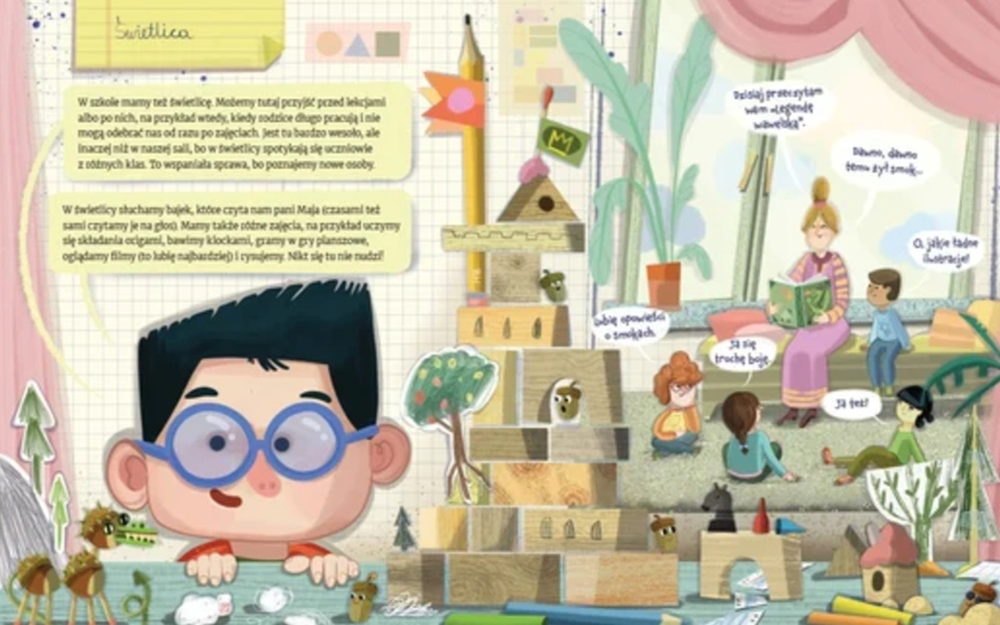 Świetlica
W szkole mamy też świetlicę. Możemy tutaj przyjść przed lekcjami
albo po nich, na przykład wtedy, kiedy rodzice długo pracują i nie
mogą odebrać nas od razu po zajęciach. Jest tu bardzo wesoło, ale
inaczej niż w naszej sali, bo w świetlicy spotykają się uczniowie
z różnych klas. To wspaniała sprawa, bo poznajemy nowe osoby.
W świetlicy słuchamy bajek, które czyta nam pani Maja (czasami też
sami czytamy je na głos). Mamy także różne zajęcia, na przykład uczymy
się składania origami, bawimy klockami, gramy w gry planszowe,
oglądamy filmy (to lubię najbardziej) i rysujemy. Nikt się tu nie nudzi!
Dzisiaj przeczytam
wam „Legendę
wawelską”.
Dawno, dawno
temu żył smok...
O, jakie ładne
ilustracje!
Lubię opowieści
o smokach.
Ja się
trochę boję.
Ja też!